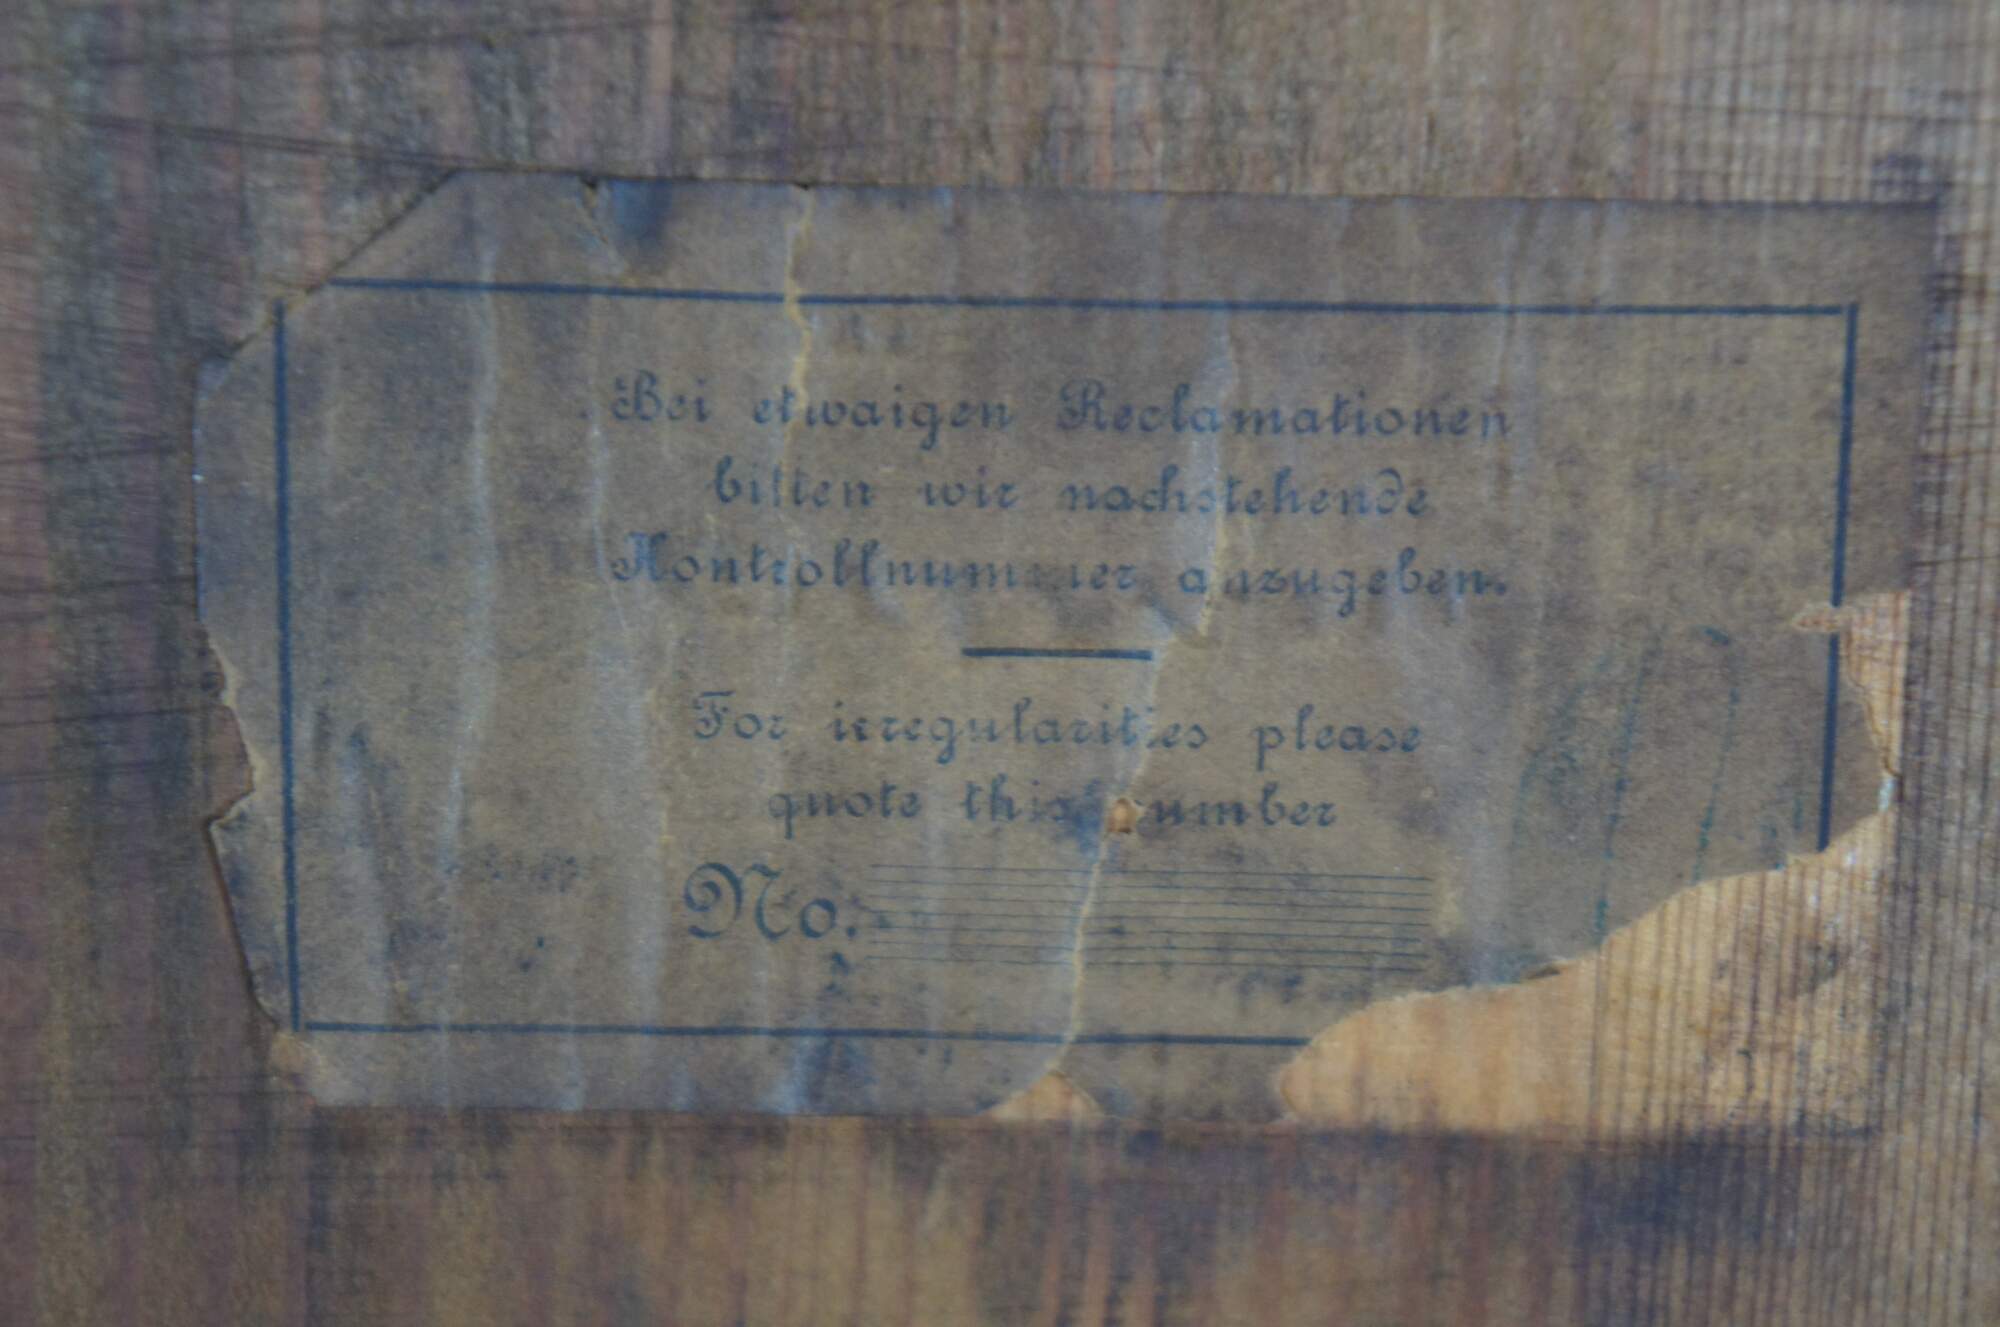 Bei etwaigen Reclamationen
bitten wir nachstehende
Kontrollnummer anzugeben.
For irregularities please
quote this number
No.